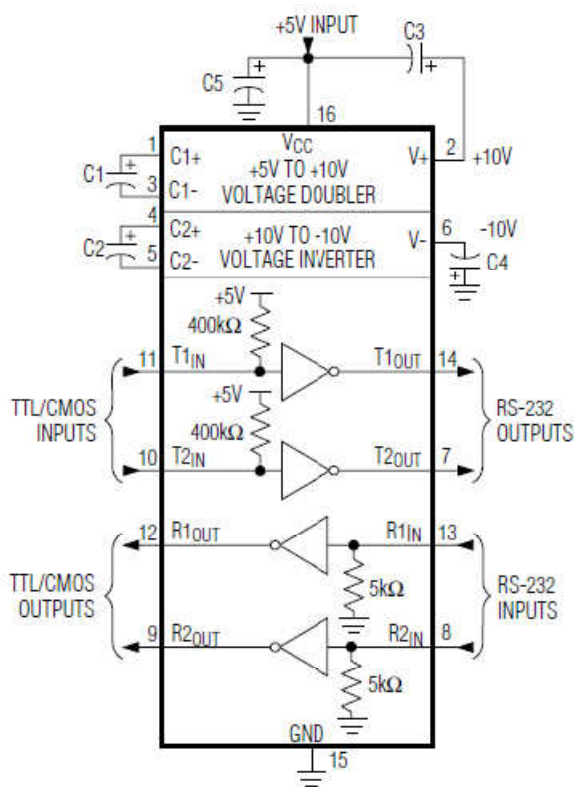 +5V INPUT
C3
C5
+
+
16
VCC
1
C1+
+5V TO +10V
VOLTAGE DOUBLER
V+
2
+10V
C1
+
3
C1-
4
C2+
+10V TO -10V
VOLTAGE INVERTER
V-
6
-10V
C2
+
5
C2-
C4
+
+5V
400kΩ
11
T1IN
T1OUT
14
TTL/CMOS
INPUTS
+5V
400kΩ
RS-232
OUTPUTS
10
T2IN
T2OUT
7
12
R1OUT
R1IN
13
TTL/CMOS
OUTPUTS
5kΩ
RS-232
INPUTS
9
R2OUT
R2IN
8
5kΩ
GND
15